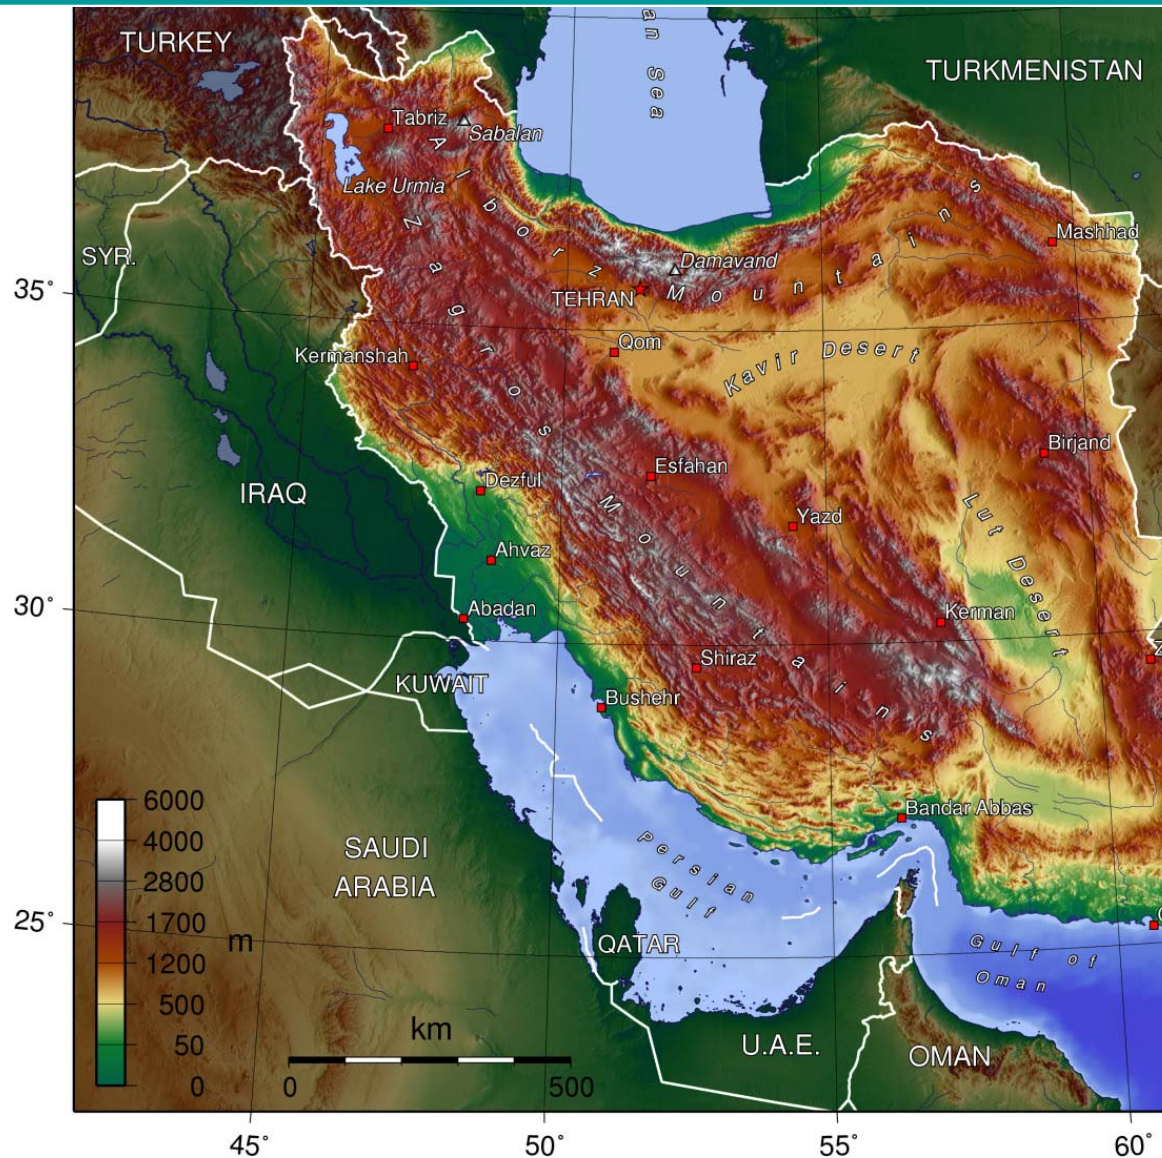 TURKEY
an Sea
TURKMENISTAN
Tabriz
Sabalan
Lake Urmia
Alborz Mountains
Zagros Mountains
Mashhad
SYR.
Damavand
35°
TEHRAN
Qom
Kermanshah
Kavir Desert
Birjand
Esfahan
Dezful
IRAQ
Yazd
Lut Desert
Ahvaz
30°
Abadan
Kerman
Shiraz
KUWAIT
Bushehr
6000
4000
2800
1700
1200
500
50
0
m
Bandar Abbas
SAUDI
ARABIA
Persian
Gulf
25°
QATAR
Gulf of
Oman
km
0 500
U.A.E.
OMAN
45° 50° 55° 60°